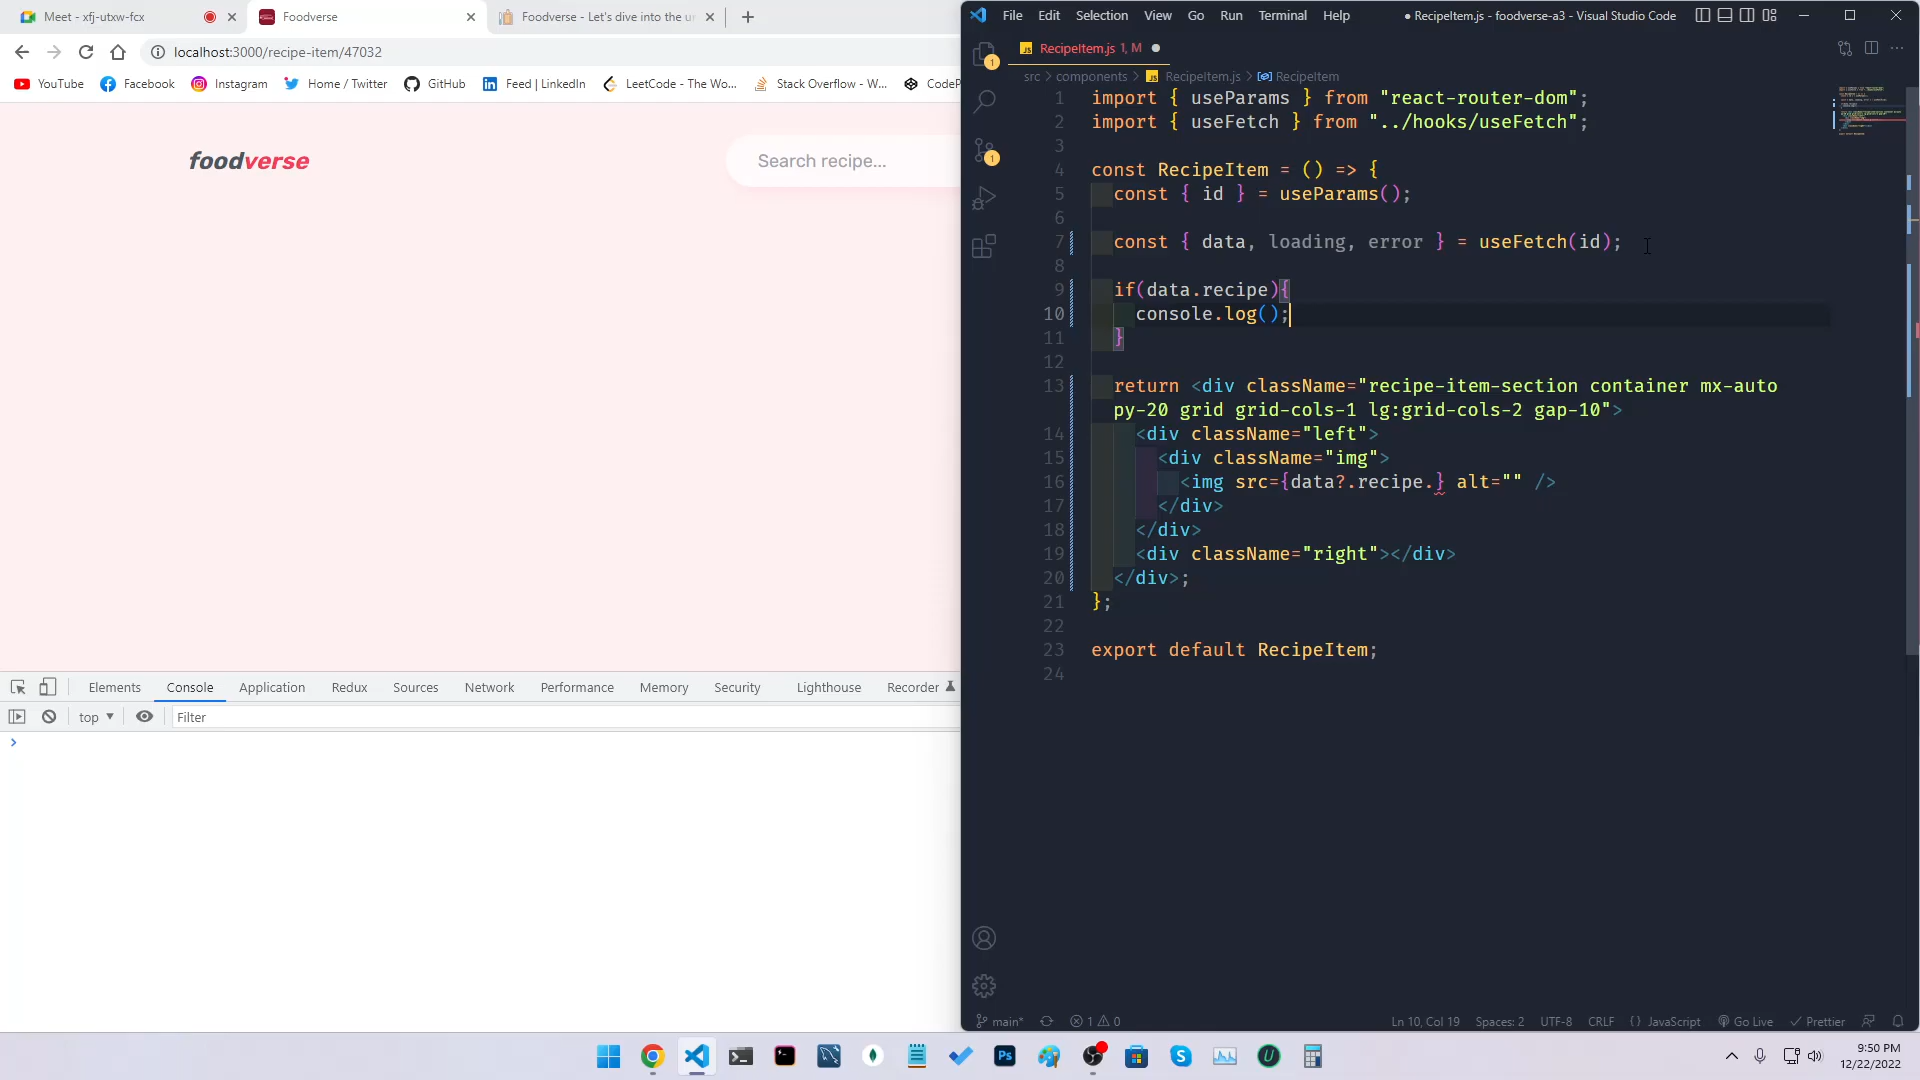 Meet - xfj-utxw-fcx
Foodverse
Foodverse - Let's dive into the u
localhost:3000/recipe-item/47032
YouTube
Facebook
Instagram
Home / Twitter
GitHub
Feed | LinkedIn
LeetCode - The Wo...
Stack Overflow - W...
CodeP
foodverse
Search recipe...
Elements
Console
Application
Redux
Sources
Network
Performance
Memory
Security
Lighthouse
Recorder
top
Filter
File
Edit
Selection
View
Go
Run
Terminal
Help
● RecipeItem.js - foodverse-a3 - Visual Studio Code
1
1
JS RecipeItem.js 1, M
src > components > JS RecipeItem.js > RecipeItem
1 import { useParams } from "react-router-dom";
2 import { useFetch } from "../hooks/useFetch";
3
4 const RecipeItem = () => {
5 const { id } = useParams();
6
7 const { data, loading, error } = useFetch(id);
8
9 if(data.recipe){
10 console.log();
11 }
12
13 return <div className="recipe-item-section container mx-auto
py-20 grid grid-cols-1 lg:grid-cols-2 gap-10">
14 <div className="left">
15 <div className="img">
16 <img src={data?.recipe.} alt="" />
17 </div>
18 </div>
19 <div className="right"></div>
20 </div>;
21 };
22
23 export default RecipeItem;
24
main*
1
0
Ln 10, Col 19
Spaces: 2
UTF-8
CRLF
{ } JavaScript
Go Live
Prettier
Ps
U
9:50 PM
12/22/2022